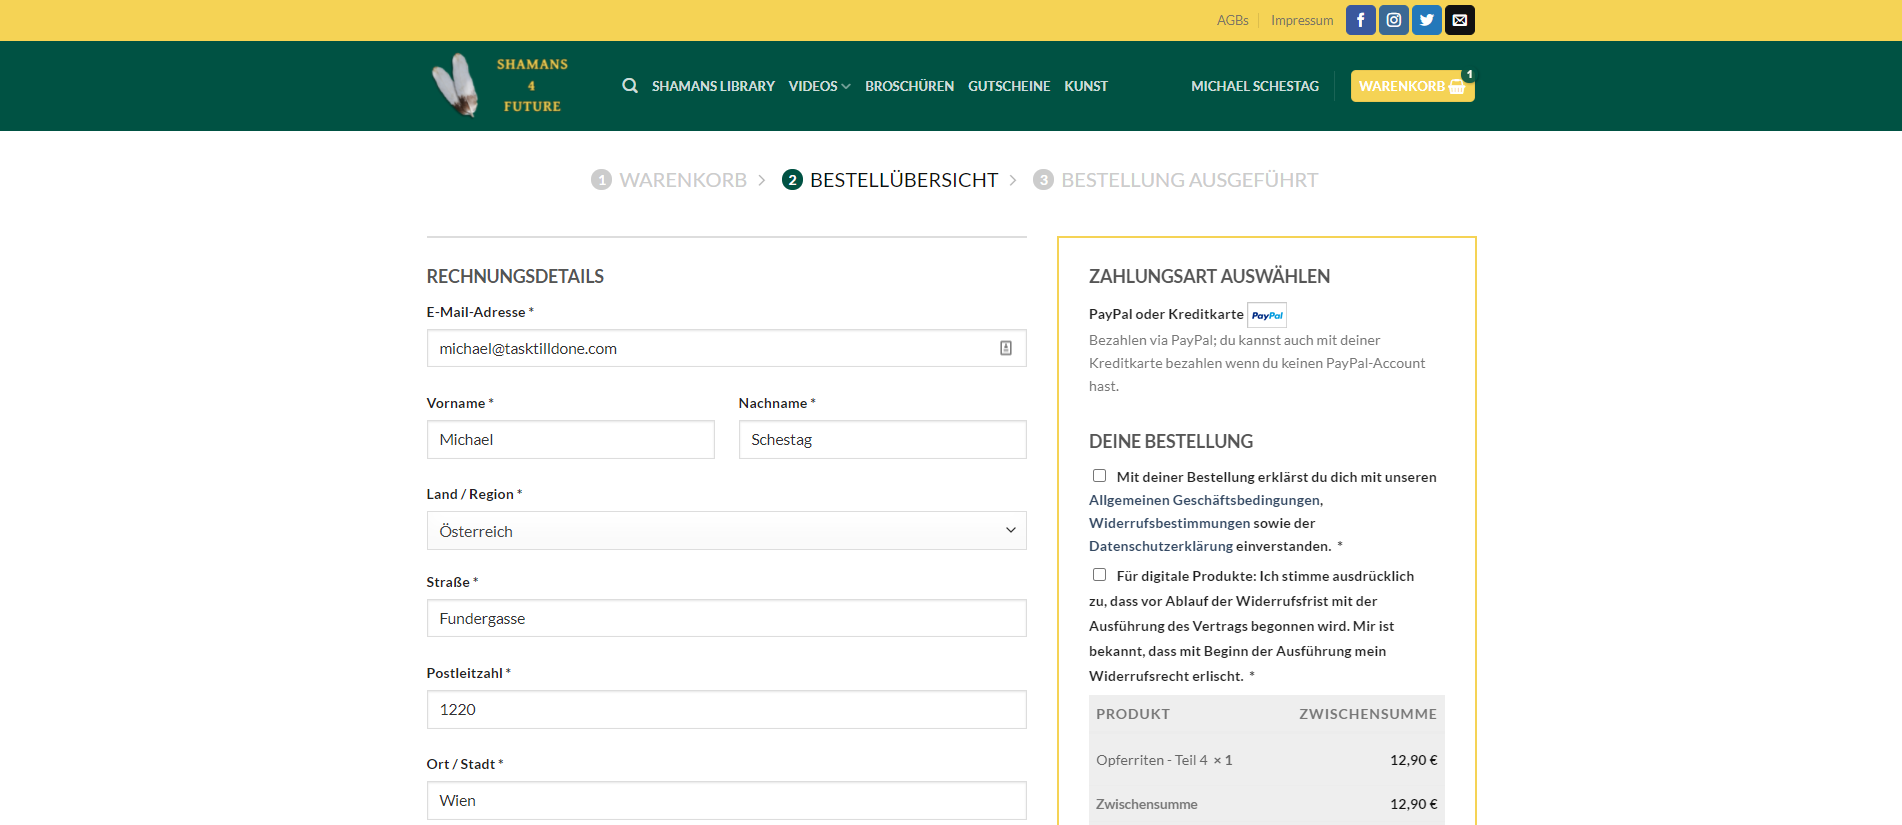 AGBs
Impressum
SHAMANS
4
FUTURE
SHAMANS LIBRARY
VIDEOS
BROSCHÜREN
GUTSCHEINE
KUNST
MICHAEL SCHESTAG
WARENKORB
1
1 WARENKORB
2 BESTELLÜBERSICHT
3 BESTELLUNG AUSGEFÜHRT
RECHNUNGSDETAILS
E-Mail-Adresse *
michael@tasktilldone.com
Vorname *
Nachname *
Michael
Schestag
Land / Region *
Österreich
Straße *
Fundergasse
Postleitzahl *
1220
Ort / Stadt *
Wien
ZAHLUNGSART AUSWÄHLEN
PayPal oder Kreditkarte PayPal
Bezahlen via PayPal; du kannst auch mit deiner
Kreditkarte bezahlen wenn du keinen PayPal-Account
hast.
DEINE BESTELLUNG
Mit deiner Bestellung erklärst du dich mit unseren
Allgemeinen Geschäftsbedingungen,
Widerrufsbestimmungen sowie der
Datenschutzerklärung einverstanden. *
Für digitale Produkte: Ich stimme ausdrücklich
zu, dass vor Ablauf der Widerrufsfrist mit der
Ausführung des Vertrags begonnen wird. Mir ist
bekannt, dass mit Beginn der Ausführung mein
Widerrufsrecht erlischt. *
PRODUKT ZWISCHENSUMME
Opferriten - Teil 4 × 1 12,90 €
Zwischensumme 12,90 €